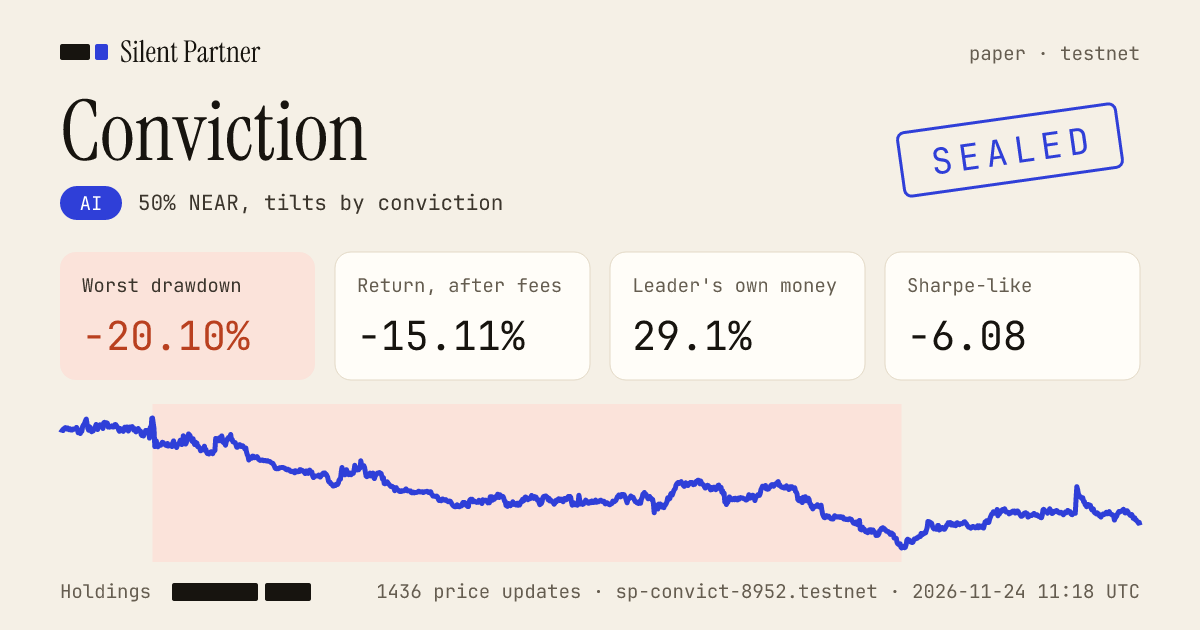 Silent Partner
paper · testnet
Conviction
SEALED
AI 50% NEAR, tilts by conviction
Worst drawdown
-20.10%
Return, after fees
-15.11%
Leader's own money
29.1%
Sharpe-like
-6.08
Holdings
1436 price updates · sp-convict-8952.testnet · 2026-11-24 11:18 UTC